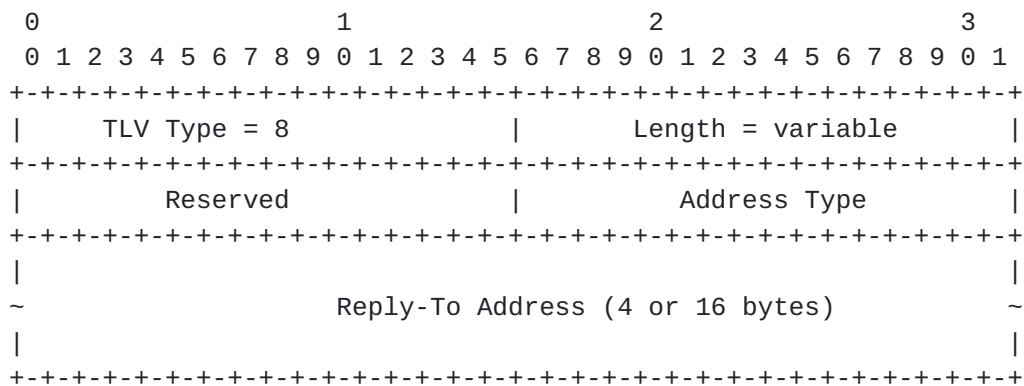 0                   1                   2                   3
 0 1 2 3 4 5 6 7 8 9 0 1 2 3 4 5 6 7 8 9 0 1 2 3 4 5 6 7 8 9 0 1
+-+-+-+-+-+-+-+-+-+-+-+-+-+-+-+-+-+-+-+-+-+-+-+-+-+-+-+-+-+-+-+-+
|     TLV Type = 8              |       Length = variable       |
+-+-+-+-+-+-+-+-+-+-+-+-+-+-+-+-+-+-+-+-+-+-+-+-+-+-+-+-+-+-+-+-+
|         Reserved              |          Address Type         |
+-+-+-+-+-+-+-+-+-+-+-+-+-+-+-+-+-+-+-+-+-+-+-+-+-+-+-+-+-+-+-+-+
|                                                               |
~                    Reply-To Address (4 or 16 bytes)           ~
|                                                               |
+-+-+-+-+-+-+-+-+-+-+-+-+-+-+-+-+-+-+-+-+-+-+-+-+-+-+-+-+-+-+-+-+